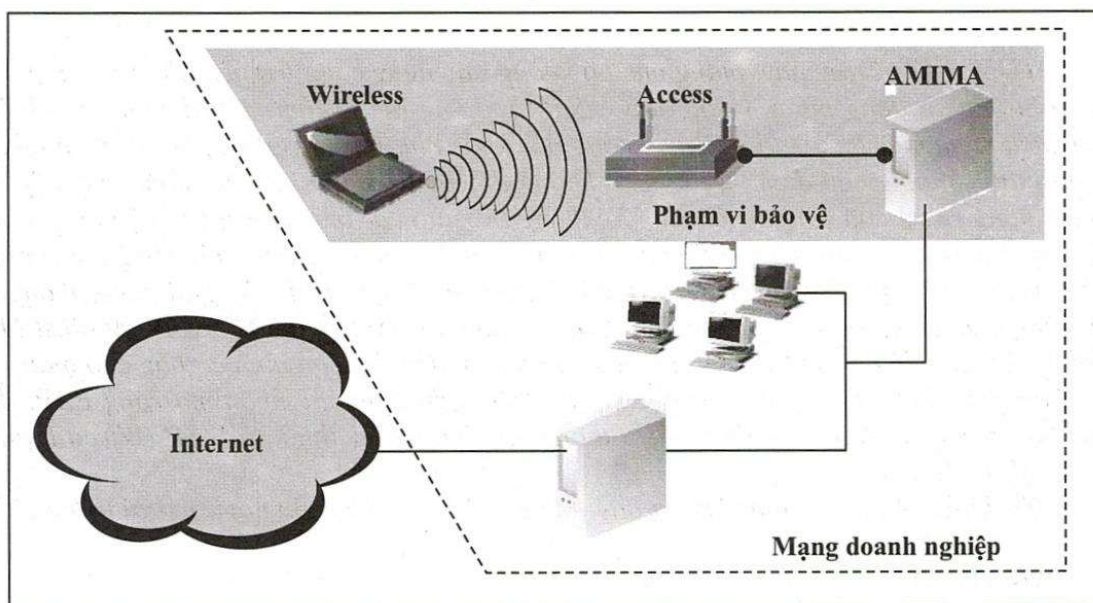 Wireless
Access
AMIMA
Phạm vi bảo vệ
Internet
Mạng doanh nghiệp